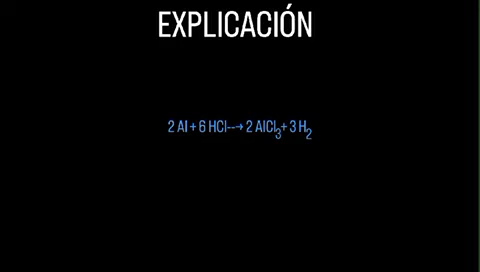 EXPLICACIÓN
2 Al + 6 HCl--→ 2 AlCl₃+ 3 H₂